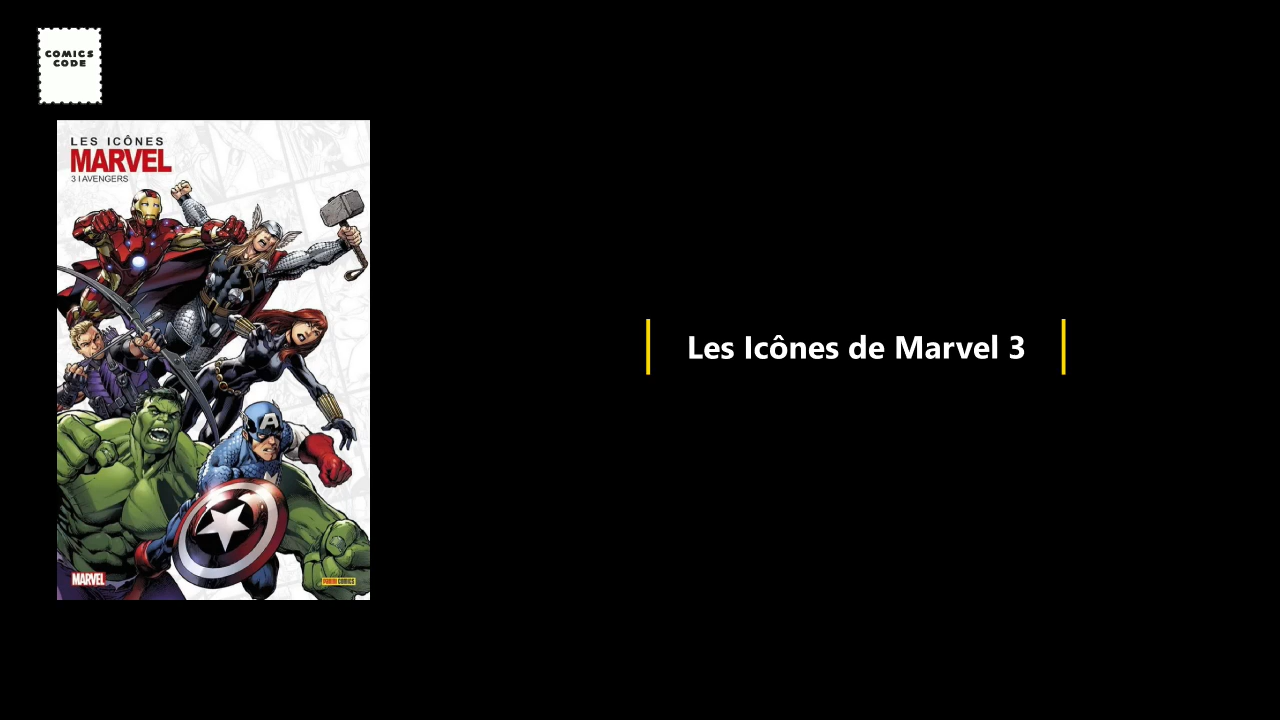 COMICS
CODE
LES ICÔNES
MARVEL
3 I AVENGERS
A
Les Icônes de Marvel 3
MARVEL
PANINI COMICS